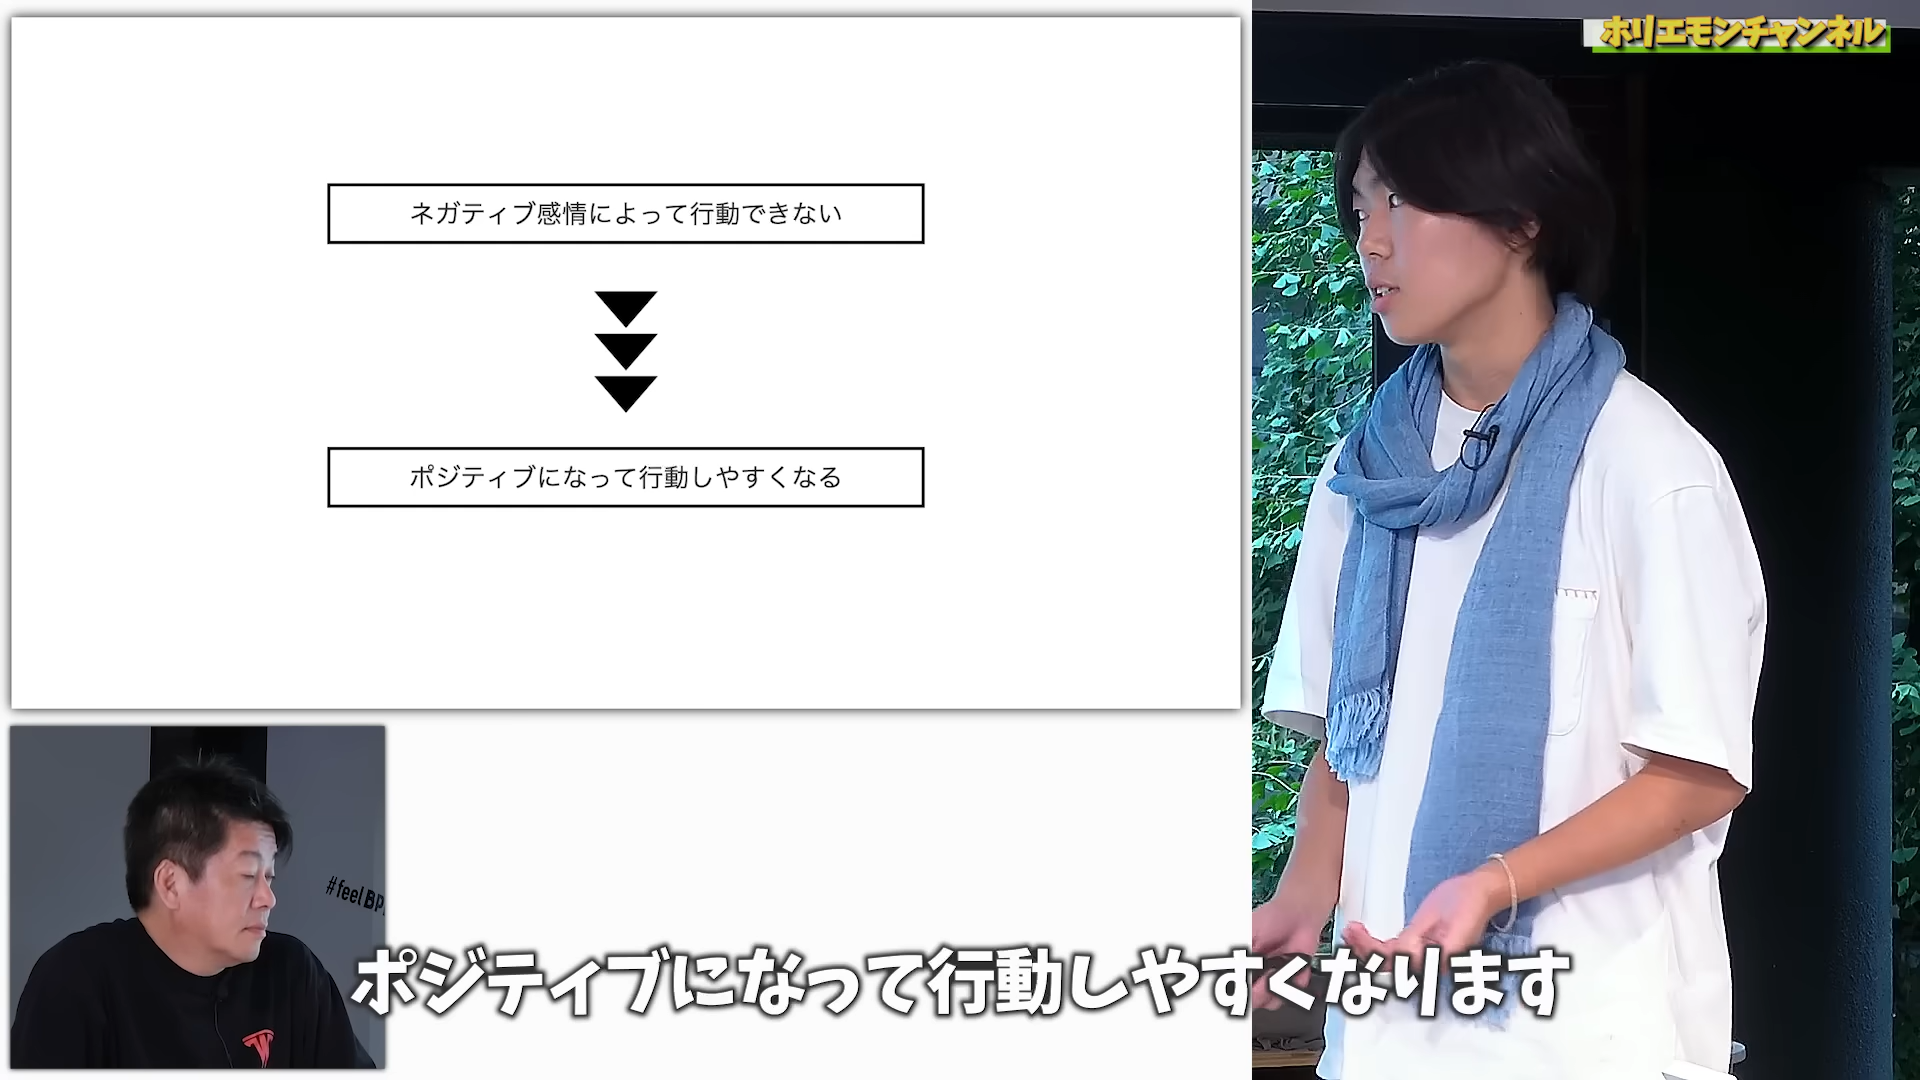 ホリエモンチャンネル
ネガティブ感情によって行動できない
ポジティブになって行動しやすくなる
#feelBP
ポジティブになって行動しやすくなります